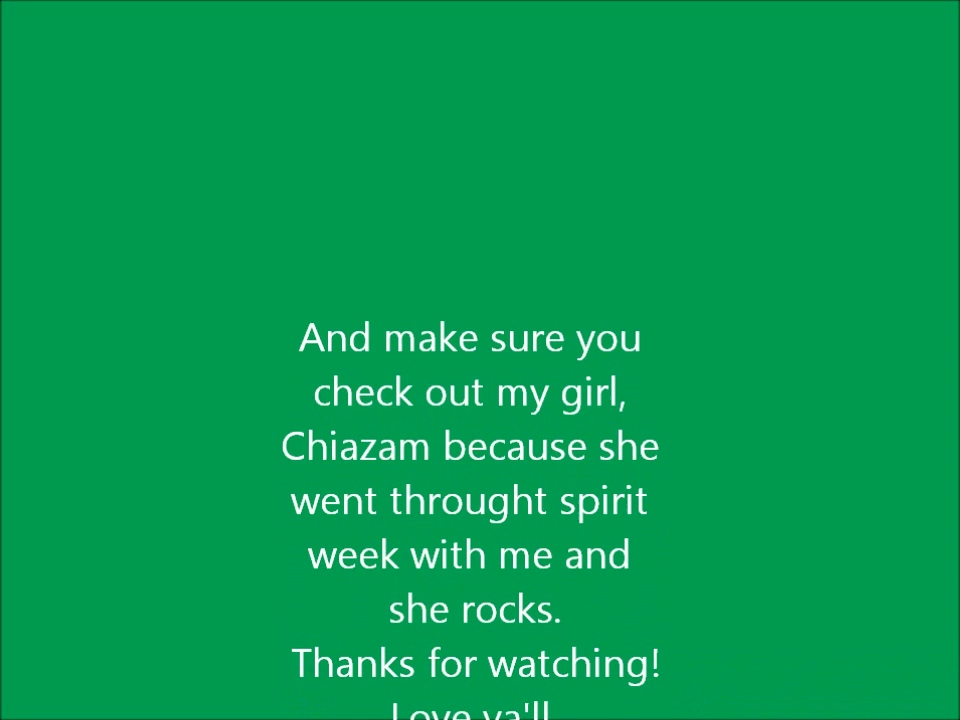 And make sure you
check out my girl,
Chiazam because she
went throught spirit
week with me and
she rocks.
Thanks for watching!
Love ya'll